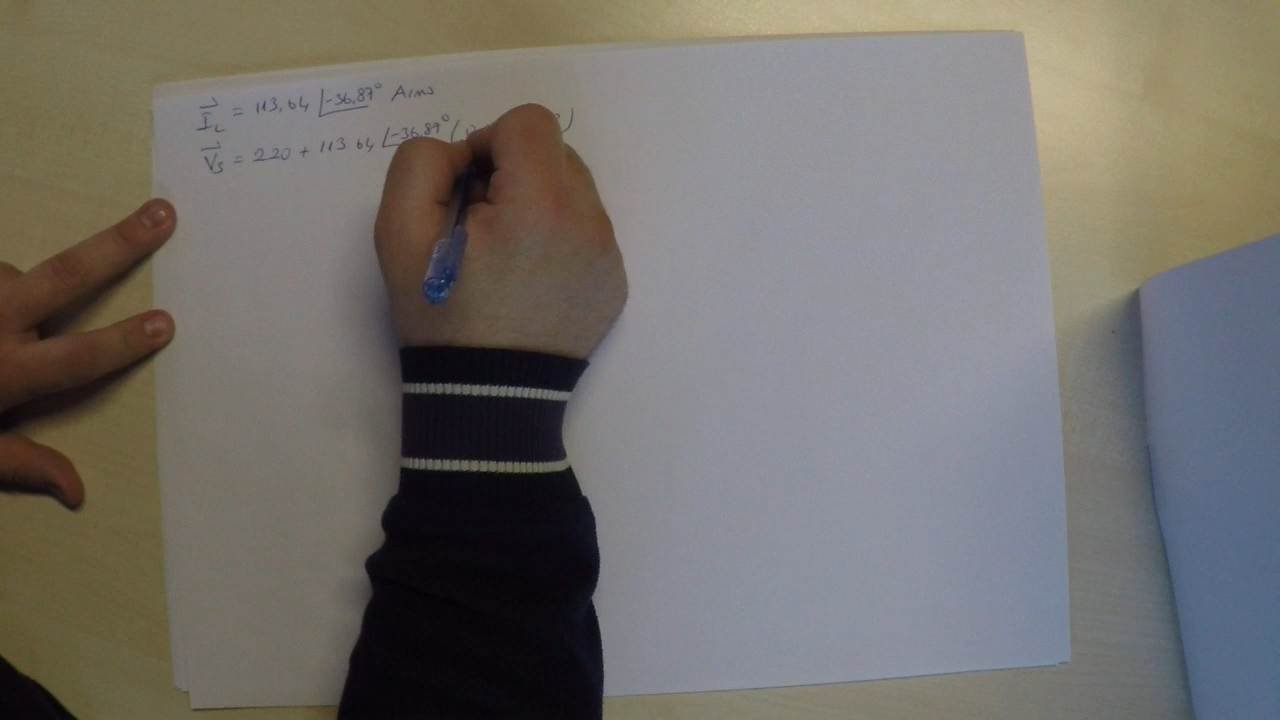 I⃗L = 113,64 ∠-36.87° Arms
V⃗s = 220 + 113.64 ∠-36.87° (